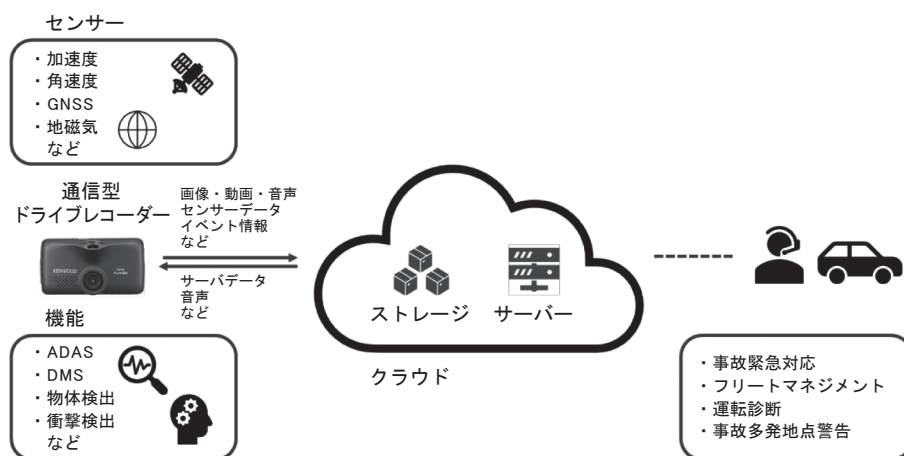 センサー
・加速度
・角速度
・GNSS
・地磁気
など
通信型
ドライブレコーダー
KENWOOD
画像・動画・音声
センサーデータ
イベント情報
など
サーバデータ
音声
など
機能
・ADAS
・DMS
・物体検出
・衝撃検出
など
ストレージ
サーバー
クラウド
・事故緊急対応
・フリートマネジメント
・運転診断
・事故多発地点警告